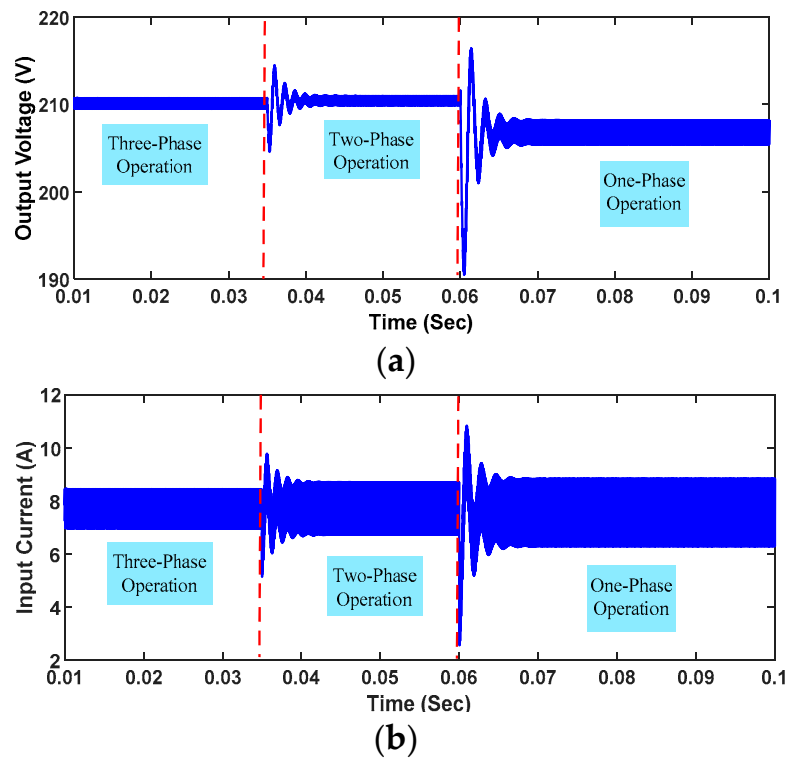 220
210
200
190
Output Voltage (V)
Three-Phase
Operation
Two-Phase
Operation
One-Phase
Operation
0.01 0.02 0.03 0.04 0.05 0.06 0.07 0.08 0.09 0.1
Time (Sec)
(a)
12
10
8
6
4
2
Input Current (A)
Three-Phase
Operation
Two-Phase
Operation
One-Phase
Operation
0.01 0.02 0.03 0.04 0.05 0.06 0.07 0.08 0.09 0.1
Time (Sec)
(b)